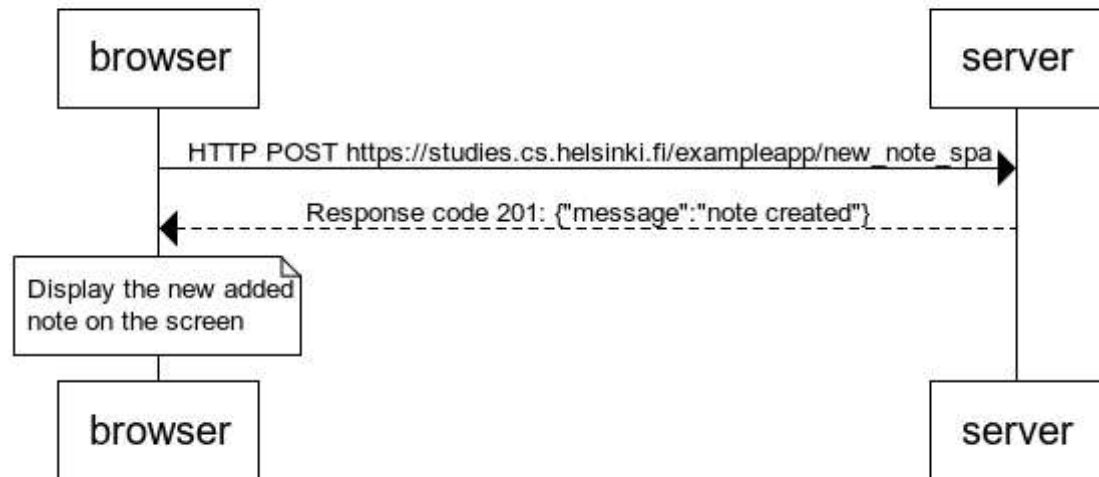 browser
server
HTTP POST https://studies.cs.helsinki.fi/exampleapp/new_note_spa
Response code 201: {"message":"note created"}
Display the new added
note on the screen
browser
server